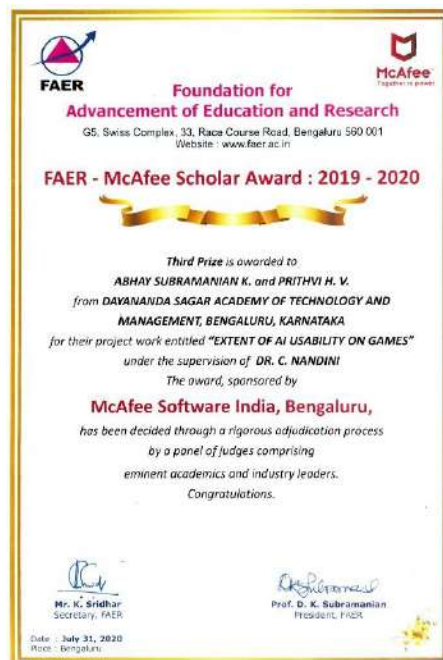 FAER
McAfee
Together is power.
Foundation for
Advancement of Education and Research
G5, Swiss Complex, 33, Race Course Road, Bengaluru 560 001
Website : www.faer.ac.in
FAER - McAfee Scholar Award : 2019 - 2020
Third Prize is awarded to
ABHAY SUBRAMANIAN K. and PRITHVI H. V.
from DAYANANDA SAGAR ACADEMY OF TECHNOLOGY AND
MANAGEMENT, BENGALURU, KARNATAKA
for their project work entitled "EXTENT OF AI USABILITY ON GAMES"
under the supervision of DR. C. NANDINI
The award, sponsored by
McAfee Software India, Bengaluru,
has been decided through a rigorous adjudication process
by a panel of judges comprising
eminent academics and industry leaders.
Congratulations.
DKSubramanian
Mr. K. Sridhar
Secretary, FAER
Prof. D. K. Subramanian
President, FAER
Date : July 31, 2020
Place : Bengaluru